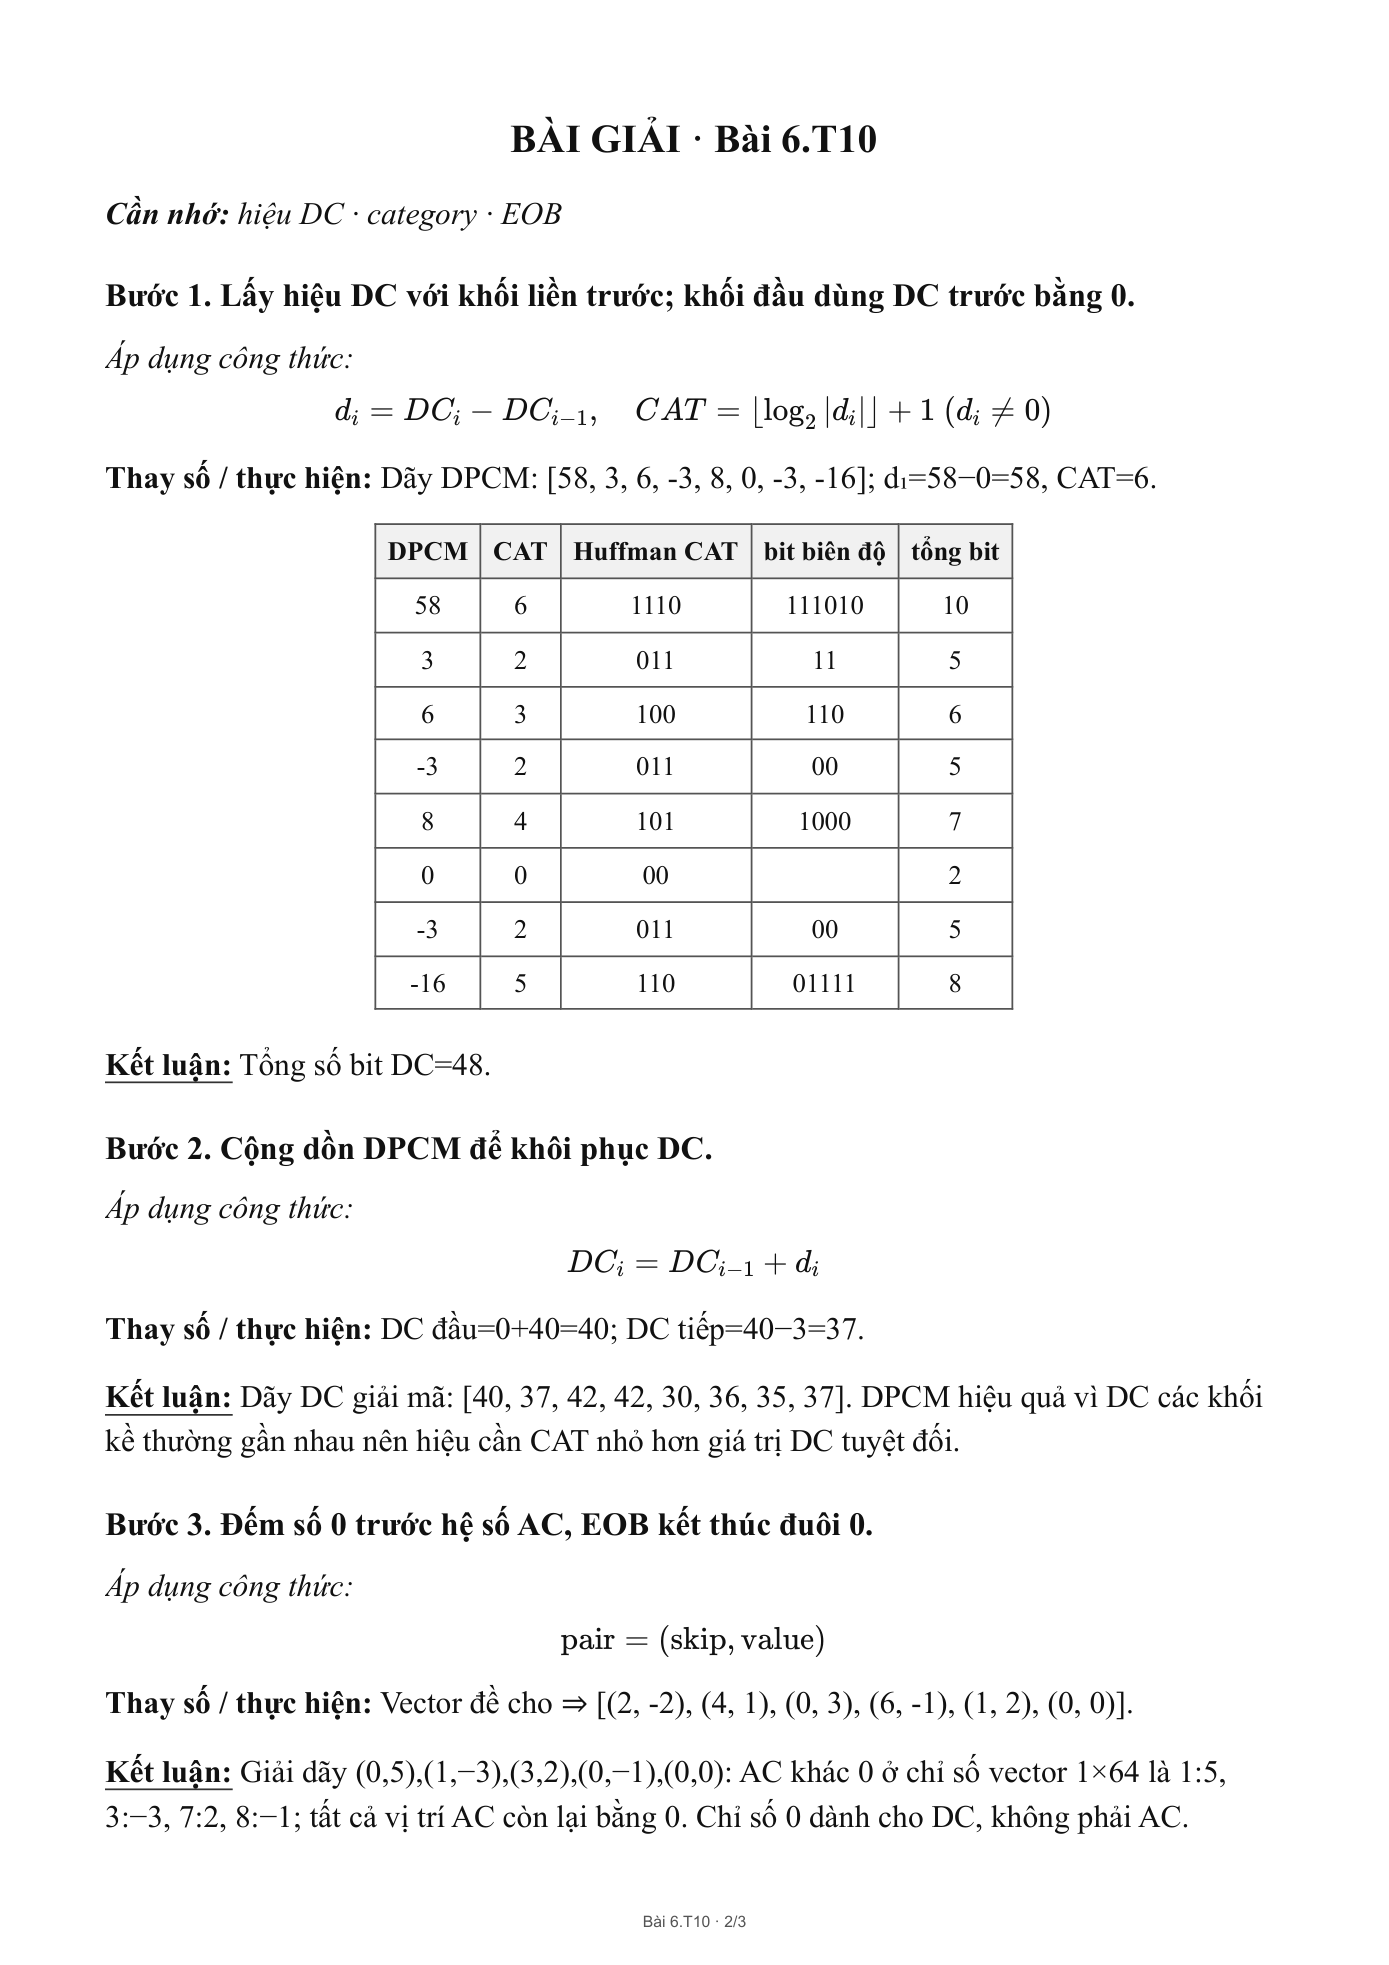 BÀI GIẢI · Bài 6.T10
Cần nhớ: hiệu DC · category · EOB
Bước 1. Lấy hiệu DC với khối liền trước; khối đầu dùng DC trước bằng 0.
Áp dụng công thức:
d_i = DC_i − DC_{i−1}, CAT = ⌊log_2 |d_i|⌋ + 1 (d_i ≠ 0)
Thay số / thực hiện: Dãy DPCM: [58, 3, 6, -3, 8, 0, -3, -16]; d₁=58−0=58, CAT=6.
DPCM CAT Huffman CAT bit biên độ tổng bit
58 6 1110 111010 10
3 2 011 11 5
6 3 100 110 6
-3 2 011 00 5
8 4 101 1000 7
0 0 00 2
-3 2 011 00 5
-16 5 110 01111 8
Kết luận: Tổng số bit DC=48.
Bước 2. Cộng dồn DPCM để khôi phục DC.
Áp dụng công thức:
DC_i = DC_{i−1} + d_i
Thay số / thực hiện: DC đầu=0+40=40; DC tiếp=40−3=37.
Kết luận: Dãy DC giải mã: [40, 37, 42, 42, 30, 36, 35, 37]. DPCM hiệu quả vì DC các khối
kề thường gần nhau nên hiệu cần CAT nhỏ hơn giá trị DC tuyệt đối.
Bước 3. Đếm số 0 trước hệ số AC, EOB kết thúc đuôi 0.
Áp dụng công thức:
pair = (skip, value)
Thay số / thực hiện: Vector đề cho ⇒ [(2, -2), (4, 1), (0, 3), (6, -1), (1, 2), (0, 0)].
Kết luận: Giải dãy (0,5),(1,−3),(3,2),(0,−1),(0,0): AC khác 0 ở chỉ số vector 1×64 là 1:5,
3:−3, 7:2, 8:−1; tất cả vị trí AC còn lại bằng 0. Chỉ số 0 dành cho DC, không phải AC.
Bài 6.T10 · 2/3